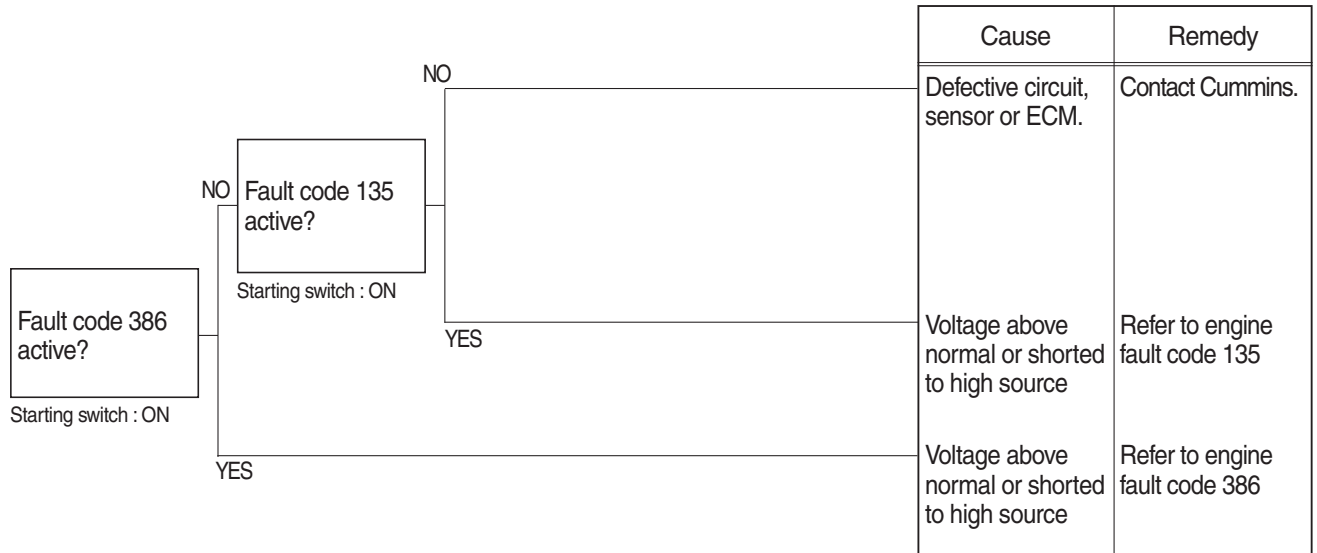 Cause
Remedy
NO
Defective circuit,
sensor or ECM.
Contact Cummins.
NO
Fault code 135
active?
Starting switch : ON
Fault code 386
active?
Starting switch : ON
YES
Voltage above
normal or shorted
to high source
Refer to engine
fault code 135
YES
Voltage above
normal or shorted
to high source
Refer to engine
fault code 386